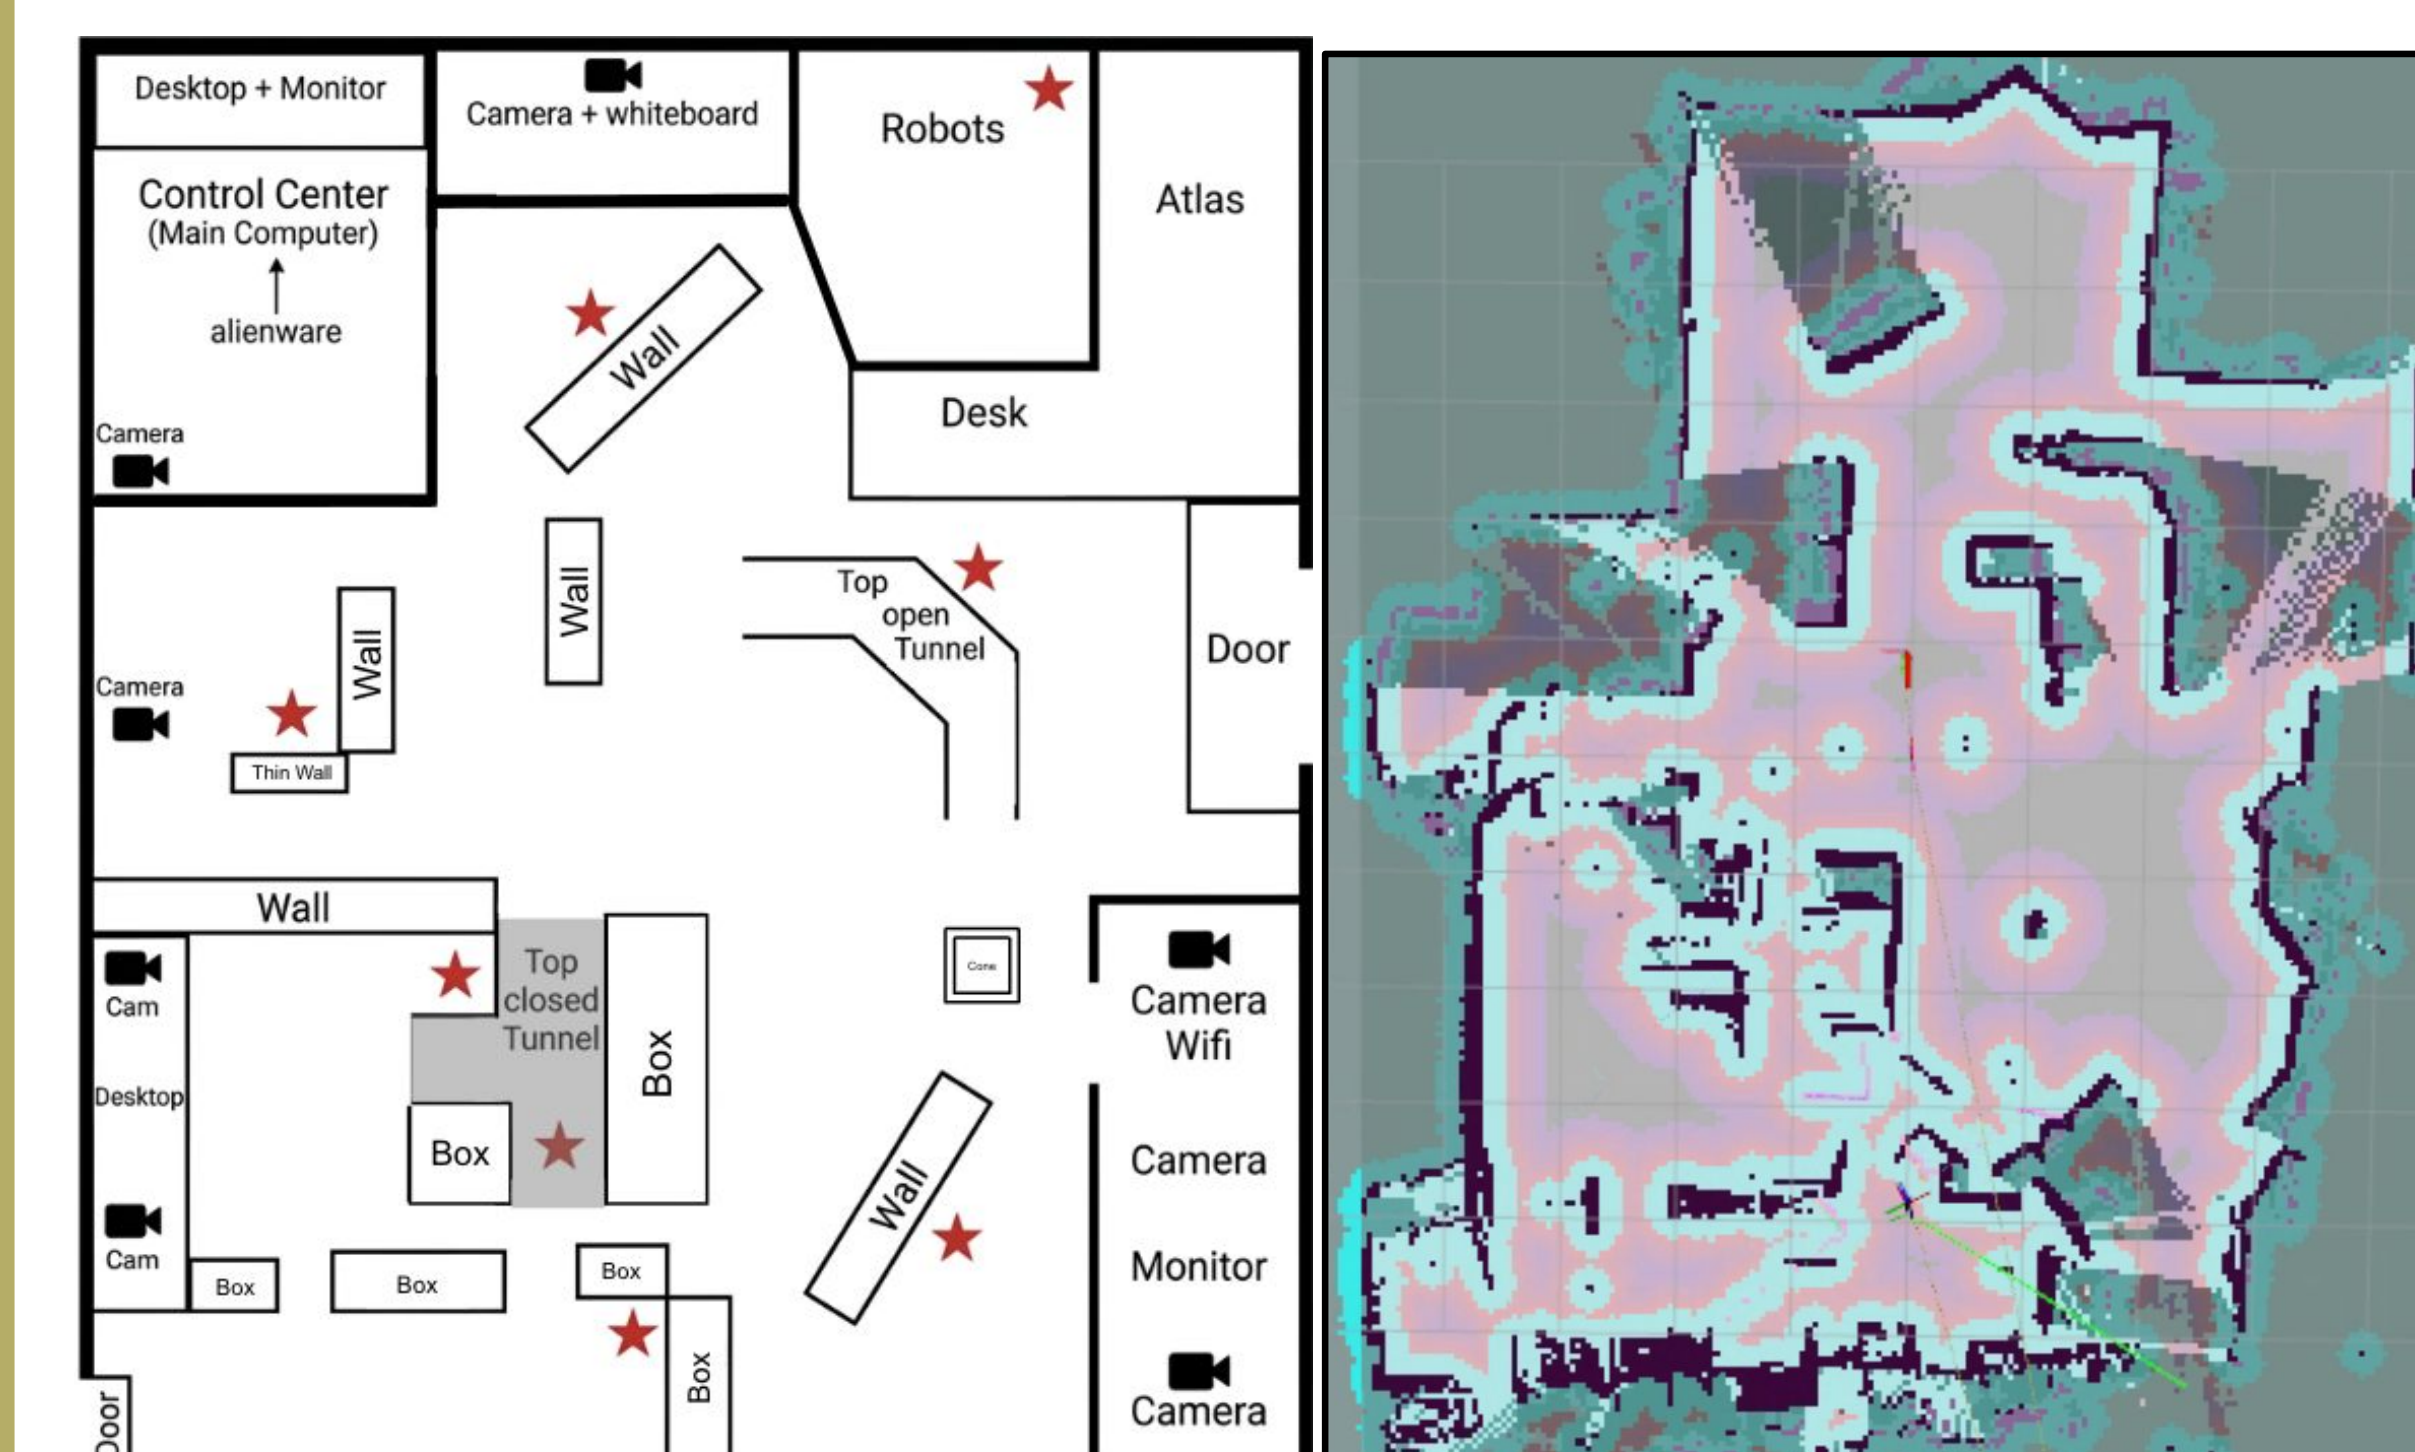 Desktop + Monitor
Camera + whiteboard
Robots
Atlas
Control Center
(Main Computer)
alienware
Camera
Wall
Desk
Wall
Top
open
Tunnel
Door
Wall
Camera
Thin Wall
Wall
Cam
Desktop
Cam
Top
closed
Tunnel
Box
Box
Cone
Camera
Wifi
Camera
Monitor
Camera
Wall
Box
Box
Box
Box
Door